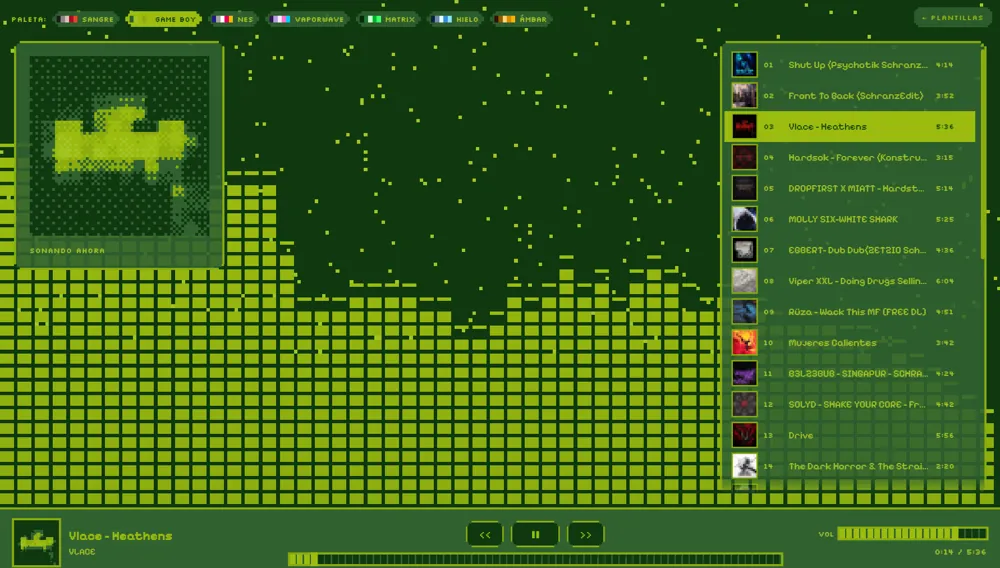 PALETA: SANGRE GAME BOY NES VAPORWAVE MATRIX HIELO ÁMBAR
← PLANTILLAS
SONANDO AHORA
01 Shut Up (Psychotik Schranz... 4:14
02 Front To Back (SchranzEdit) 3:52
03 Vlace - Heathens 5:36
04 Hardsok - Forever (Konstru... 3:15
05 DROPFIRST X MIATT - Hardst... 5:14
06 MOLLY SIX-WHITE SHARK 5:25
07 EGBERT- Dub Dub(ZETZIO Sch... 4:36
08 Viper XXL - Doing Drugs Sellin... 6:04
09 Rüza - Wack This MF (FREE DL) 4:51
10 Mujeres Calientes 3:42
11 - SINGAPUR - SCHRA... 4:24
12 SOLYD - SHAKE YOUR CORE - Fr... 4:42
13 Drive 5:56
14 The Dark Horror & The Strai... 2:20
Vlace - Heathens
VLACE
<< II >>
VOL
0:14 / 5:36